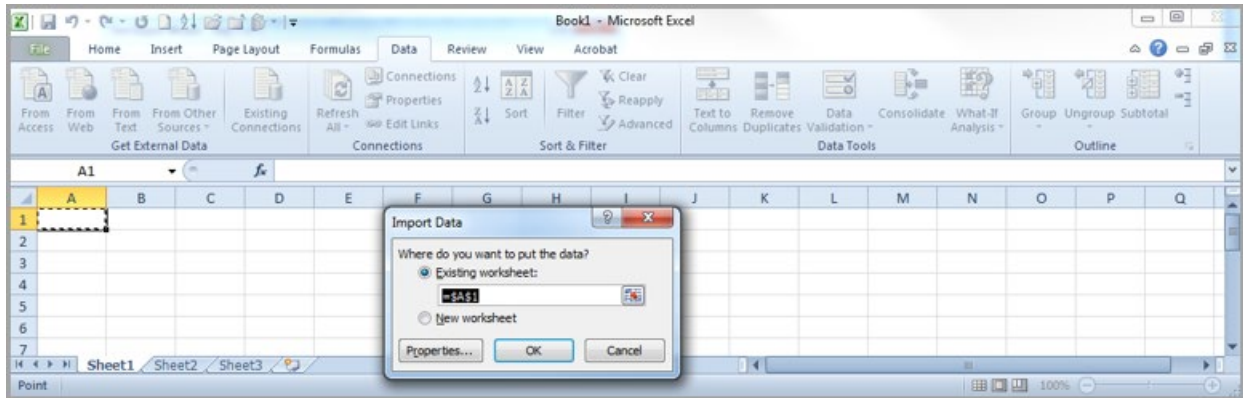 Book1 - Microsoft Excel
File Home Insert Page Layout Formulas Data Review View Acrobat
From Access From Web From Text From Other Sources Existing Connections
Get External Data
Refresh All Connections Properties Edit Links
Connections
Sort Filter Clear Reapply Advanced
Sort & Filter
Text to Columns Remove Duplicates Data Validation Consolidate What-If Analysis
Data Tools
Group Ungroup Subtotal
Outline
A1 fx
A B C D E F G H I J K L M N O P Q
1
2
3
4
5
6
7
Import Data
Where do you want to put the data?
Existing worksheet:
=$A$1
New worksheet
Properties... OK Cancel
Sheet1 Sheet2 Sheet3
Point 100%